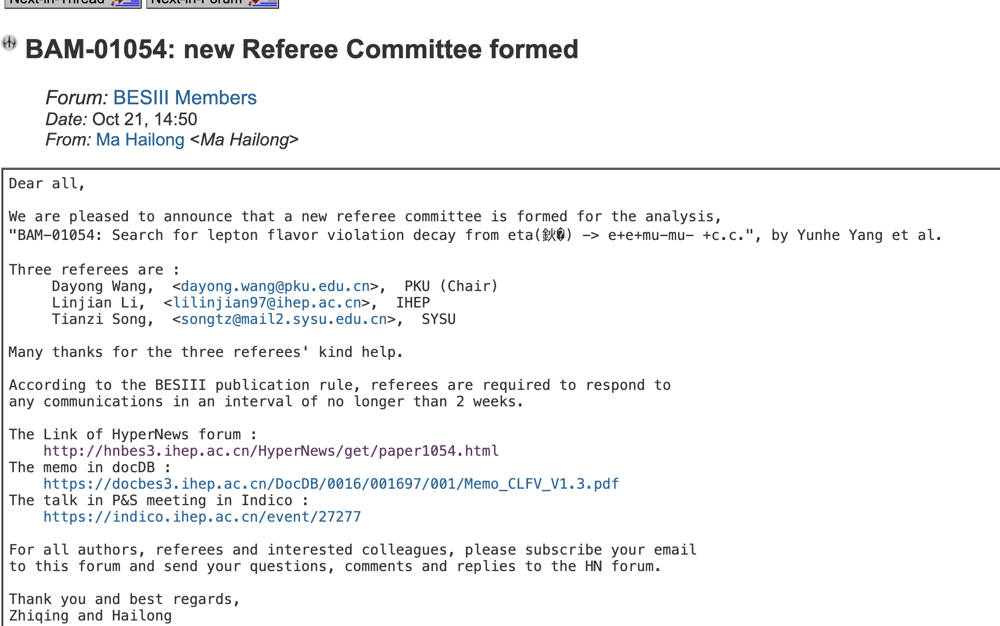 Next-in-Thread Next-in-Forum
BAM-01054: new Referee Committee formed
Forum: BESIII Members
Date: Oct 21, 14:50
From: Ma Hailong <Ma Hailong>
Dear all,
We are pleased to announce that a new referee committee is formed for the analysis,
"BAM-01054: Search for lepton flavor violation decay from eta(鈥�) -> e+e+mu-mu- +c.c.", by Yunhe Yang et al.
Three referees are :
Dayong Wang, <dayong.wang@pku.edu.cn>, PKU (Chair)
Linjian Li, <lilinjian97@ihep.ac.cn>, IHEP
Tianzi Song, <songtz@mail2.sysu.edu.cn>, SYSU
Many thanks for the three referees' kind help.
According to the BESIII publication rule, referees are required to respond to
any communications in an interval of no longer than 2 weeks.
The Link of HyperNews forum :
http://hnbes3.ihep.ac.cn/HyperNews/get/paper1054.html
The memo in docDB :
https://docbes3.ihep.ac.cn/DocDB/0016/001697/001/Memo_CLFV_V1.3.pdf
The talk in P&S meeting in Indico :
https://indico.ihep.ac.cn/event/27277
For all authors, referees and interested colleagues, please subscribe your email
to this forum and send your questions, comments and replies to the HN forum.
Thank you and best regards,
Zhiqing and Hailong